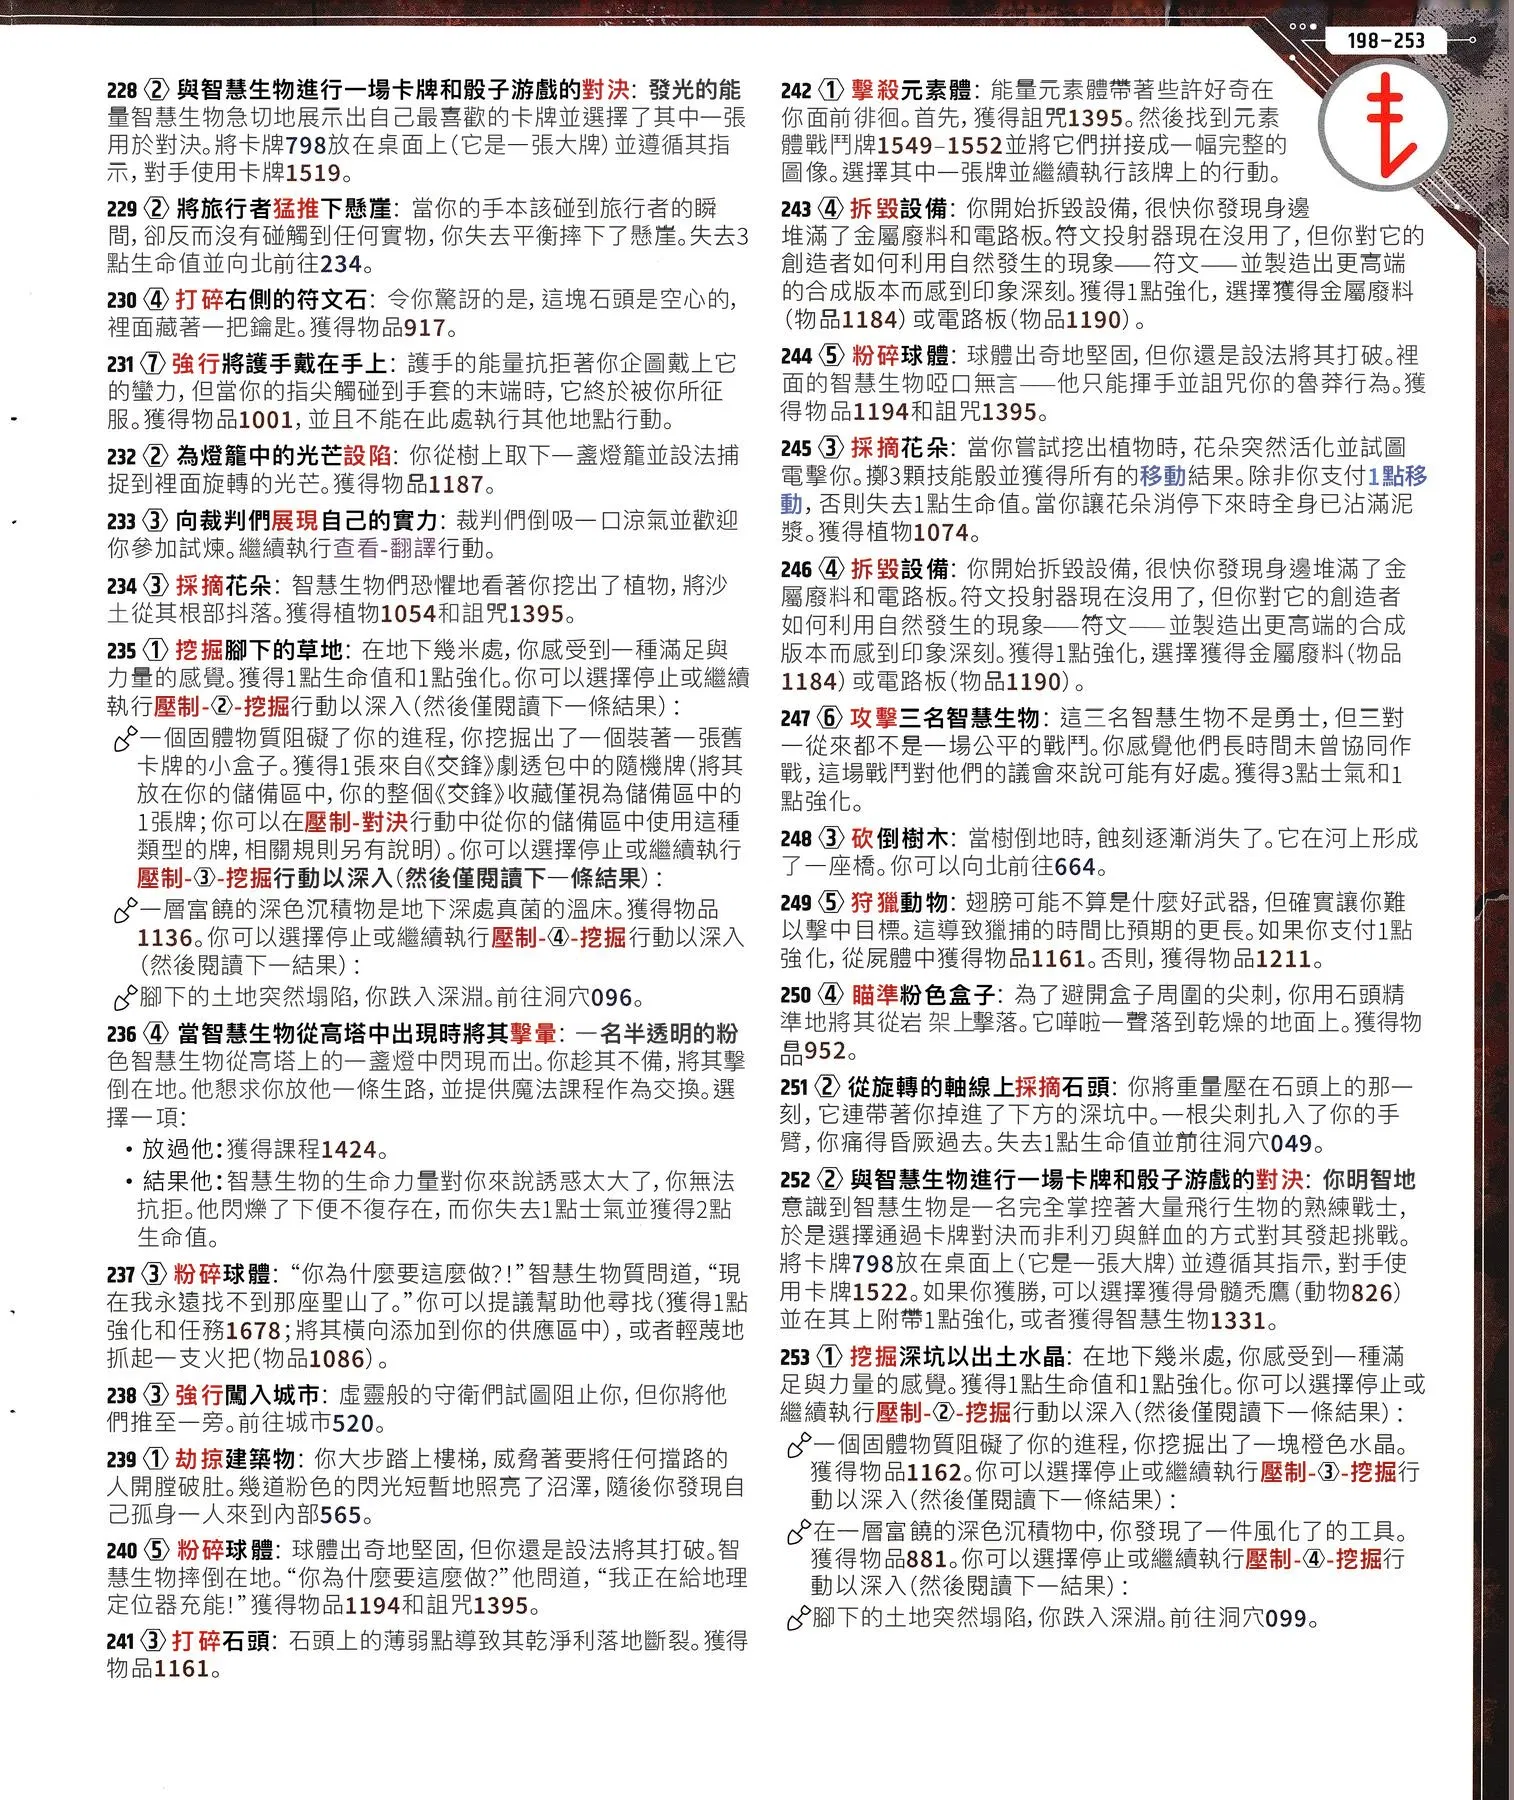 198–253
228 ② 與智慧生物進行一場卡牌和骰子游戲的對決：發光的能
量智慧生物急切地展示出自己最喜歡的卡牌並選擇了其中一張
用於對決。將卡牌798放在桌面上（它是一張大牌）並遵循其指
示，對手使用卡牌1519。
229 ② 將旅行者猛推下懸崖：當你的手本該碰到旅行者的瞬
間，卻反而沒有碰觸到任何實物，你失去平衡摔下了懸崖。失去3
點生命值並向北前往234。
230 ④ 打碎右側的符文石：令你驚訝的是，這塊石頭是空心的，
裡面藏著一把鑰匙。獲得物品917。
231 ⑦ 強行將護手戴在手上：護手的能量抗拒著你企圖戴上它
的蠻力，但當你的指尖觸碰到手套的末端時，它終於被你所征
服。獲得物品1001，並且不能在此處執行其他地點行動。
232 ② 為燈籠中的光芒設陷：你從樹上取下一盞燈籠並設法捕
捉到裡面旋轉的光芒。獲得物品1187。
233 ③ 向裁判們展現自己的實力：裁判們倒吸一口涼氣並歡迎
你參加試煉。繼續執行查看-翻譯行動。
234 ③ 採摘花朵：智慧生物們恐懼地看著你挖出了植物，將沙
土從其根部抖落。獲得植物1054和詛咒1395。
235 ① 挖掘腳下的草地：在地下幾米處，你感受到一種滿足與
力量的感覺。獲得1點生命值和1點強化。你可以選擇停止或繼續
執行壓制-②-挖掘行動以深入（然後僅閱讀下一條結果）：
一個固體物質阻礙了你的進程，你挖掘出了一個裝著一張舊
卡牌的小盒子。獲得1張來自《交鋒》劇透包中的隨機牌（將其
放在你的儲備區中，你的整個《交鋒》收藏僅視為儲備區中的
1張牌；你可以在壓制-對決行動中從你的儲備區中使用這種
類型的牌，相關規則另有說明）。你可以選擇停止或繼續執行
壓制-③-挖掘行動以深入（然後僅閱讀下一條結果）：
一層富饒的深色沉積物是地下深處真菌的溫床。獲得物品
1136。你可以選擇停止或繼續執行壓制-④-挖掘行動以深入
（然後閱讀下一結果）：
腳下的土地突然塌陷，你跌入深淵。前往洞穴096。
236 ④ 當智慧生物從高塔中出現時將其擊暈：一名半透明的粉
色智慧生物從高塔上的一盞燈中閃現而出。你趁其不備，將其擊
倒在地。他懇求你放他一條生路，並提供魔法課程作為交換。選
擇一項：
• 放過他：獲得課程1424。
• 結果他：智慧生物的生命力量對你來說誘惑太大了，你無法
抗拒。他閃爍了下便不復存在，而你失去1點士氣並獲得2點
生命值。
237 ③ 粉碎球體：“你為什麼要這麼做？！”智慧生物質問道，“現
在我永遠找不到那座聖山了。”你可以提議幫助他尋找（獲得1點
強化和任務1678；將其橫向添加到你的供應區中），或者輕蔑地
抓起一支火把（物品1086）。
238 ③ 強行闖入城市：虛靈般的守衛們試圖阻止你，但你將他
們推至一旁。前往城市520。
239 ① 劫掠建築物：你大步踏上樓梯，威脅著要將任何擋路的
人開膛破肚。幾道粉色的閃光短暫地照亮了沼澤，隨後你發現自
己孤身一人來到內部565。
240 ⑤ 粉碎球體：球體出奇地堅固，但你還是設法將其打破。智
慧生物摔倒在地。“你為什麼要這麼做？”他問道，“我正在給地理
定位器充能！”獲得物品1194和詛咒1395。
241 ③ 打碎石頭：石頭上的薄弱點導致其乾淨利落地斷裂。獲得
物品1161。
242 ① 擊殺元素體：能量元素體帶著些許好奇在
你面前徘徊。首先，獲得詛咒1395。然後找到元素
體戰鬥牌1549–1552並將它們拼接成一幅完整的
圖像。選擇其中一張牌並繼續執行該牌上的行動。
243 ④ 拆毀設備：你開始拆毀設備，很快你發現身邊
堆滿了金屬廢料和電路板。符文投射器現在沒用了，但你對它的
創造者如何利用自然發生的現象——符文——並製造出更高端
的合成版本而感到印象深刻。獲得1點強化，選擇獲得金屬廢料
（物品1184）或電路板（物品1190）。
244 ⑤ 粉碎球體：球體出奇地堅固，但你還是設法將其打破。裡
面的智慧生物啞口無言——他只能揮手並詛咒你的魯莽行為。獲
得物品1194和詛咒1395。
245 ③ 採摘花朵：當你嘗試挖出植物時，花朵突然活化並試圖
電擊你。擲3顆技能骰並獲得所有的移動結果。除非你支付1點移
動，否則失去1點生命值。當你讓花朵消停下來時全身已沾滿泥
漿。獲得植物1074。
246 ④ 拆毀設備：你開始拆毀設備，很快你發現身邊堆滿了金
屬廢料和電路板。符文投射器現在沒用了，但你對它的創造者
如何利用自然發生的現象——符文——並製造出更高端的合成
版本而感到印象深刻。獲得1點強化，選擇獲得金屬廢料（物品
1184）或電路板（物品1190）。
247 ⑥ 攻擊三名智慧生物：這三名智慧生物不是勇士，但三對
一從來都不是一場公平的戰鬥。你感覺他們長時間未曾協同作
戰，這場戰鬥對他們的議會來說可能有好處。獲得3點士氣和1
點強化。
248 ③ 砍倒樹木：當樹倒地時，蝕刻逐漸消失了。它在河上形成
了一座橋。你可以向北前往664。
249 ⑤ 狩獵動物：翅膀可能不算是什麼好武器，但確實讓你難
以擊中目標。這導致獵捕的時間比預期的更長。如果你支付1點
強化，從屍體中獲得物品1161。否則，獲得物品1211。
250 ④ 瞄準粉色盒子：為了避開盒子周圍的尖刺，你用石頭精
準地將其從岩 架上擊落。它嘩啦一聲落到乾燥的地面上。獲得物
品952。
251 ② 從旋轉的軸線上採摘石頭：你將重量壓在石頭上的那一
刻，它連帶著你掉進了下方的深坑中。一根尖刺扎入了你的手
臂，你痛得昏厥過去。失去1點生命值並前往洞穴049。
252 ② 與智慧生物進行一場卡牌和骰子游戲的對決：你明智地
意識到智慧生物是一名完全掌控著大量飛行生物的熟練戰士，
於是選擇通過卡牌對決而非利刃與鮮血的方式對其發起挑戰。
將卡牌798放在桌面上（它是一張大牌）並遵循其指示，對手使
用卡牌1522。如果你獲勝，可以選擇獲得骨髓禿鷹（動物826）
並在其上附帶1點強化，或者獲得智慧生物1331。
253 ① 挖掘深坑以出土水晶：在地下幾米處，你感受到一種滿
足與力量的感覺。獲得1點生命值和1點強化。你可以選擇停止或
繼續執行壓制-②-挖掘行動以深入（然後僅閱讀下一條結果）：
一個固體物質阻礙了你的進程，你挖掘出了一塊橙色水晶。
獲得物品1162。你可以選擇停止或繼續執行壓制-③-挖掘行
動以深入（然後僅閱讀下一條結果）：
在一層富饒的深色沉積物中，你發現了一件風化了的工具。
獲得物品881。你可以選擇停止或繼續執行壓制-④-挖掘行
動以深入（然後閱讀下一結果）：
腳下的土地突然塌陷，你跌入深淵。前往洞穴099。